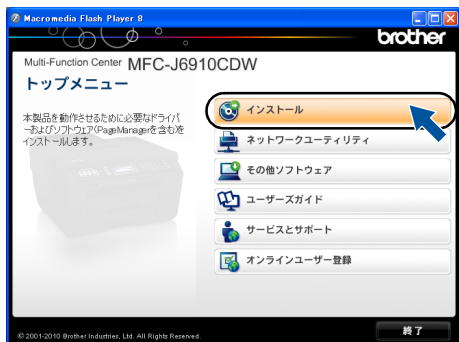 Macromedia Flash Player 8
brother
Multi-Function Center MFC-J6910CDW
トップメニュー
本製品を動作させるために必要なドライバ
ーおよびソフトウェア(PageManagerを含む)を
インストールします。
インストール
ネットワークユーティリティ
その他ソフトウェア
ユーザーズガイド
サービスとサポート
オンラインユーザー登録
© 2001-2010 Brother Industries, Ltd. All Rights Reserved.
終了